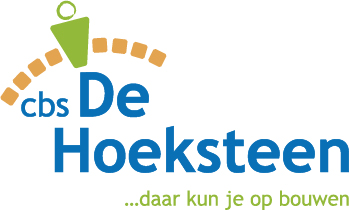 cbs De
Hoeksteen
...daar kun je op bouwen